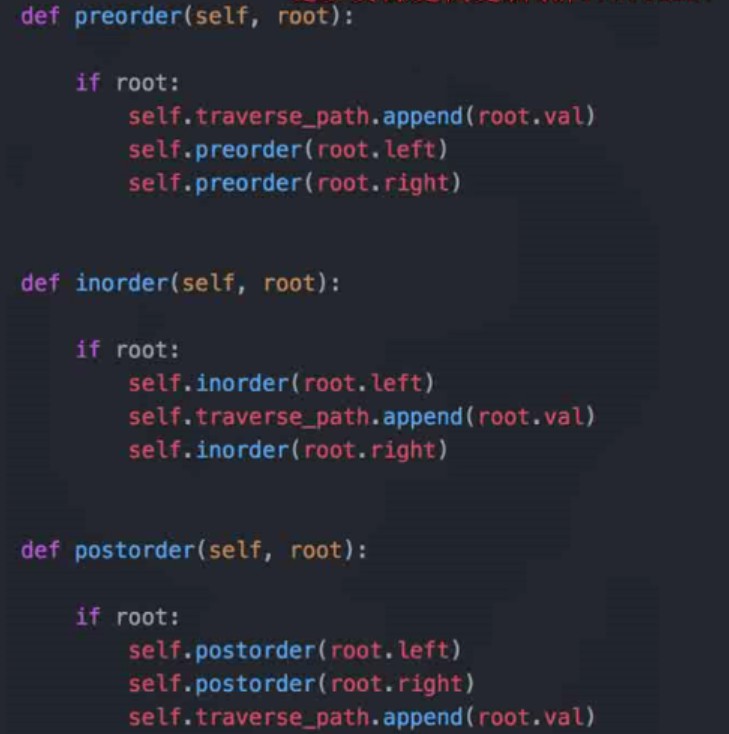 def preorder(self, root):
if root:
self.traverse_path.append(root.val)
self.preorder(root.left)
self.preorder(root.right)
def inorder(self, root):
if root:
self.inorder(root.left)
self.traverse_path.append(root.val)
self.inorder(root.right)
def postorder(self, root):
if root:
self.postorder(root.left)
self.postorder(root.right)
self.traverse_path.append(root.val)